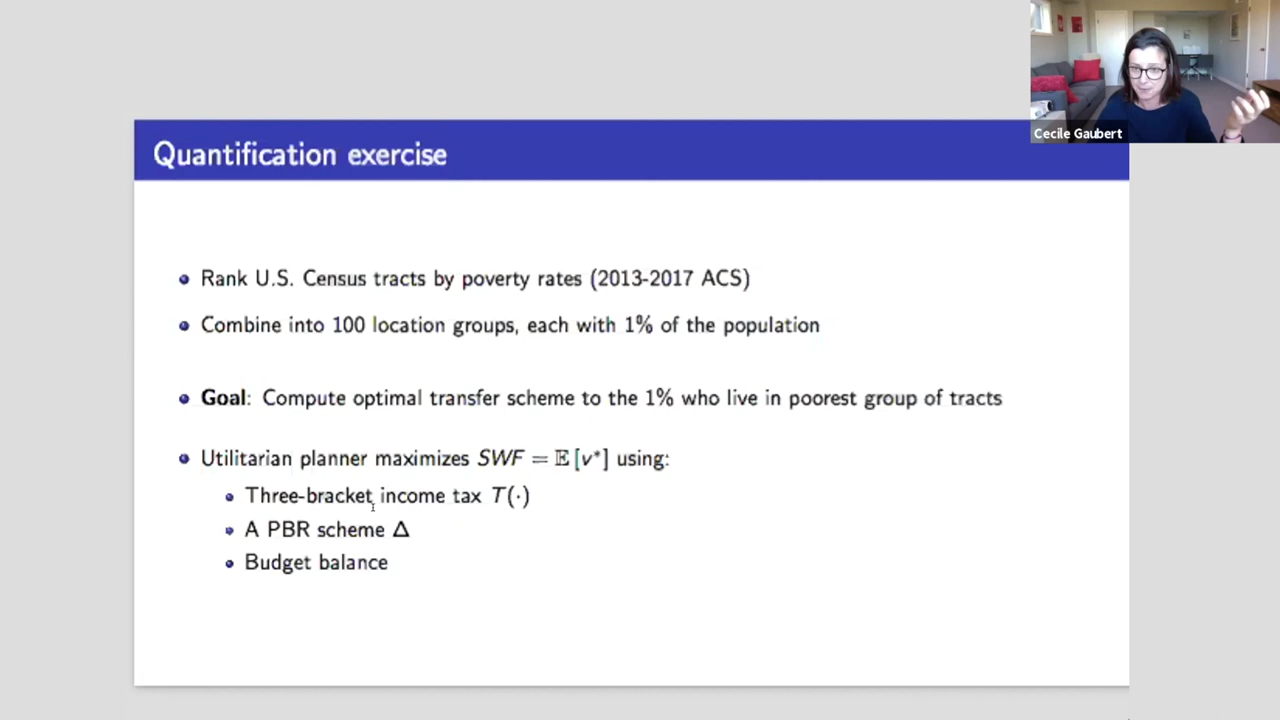 Cecile Gaubert
Quantification exercise
Rank U.S. Census tracts by poverty rates (2013-2017 ACS)
Combine into 100 location groups, each with 1% of the population
Goal: Compute optimal transfer scheme to the 1% who live in poorest group of tracts
Utilitarian planner maximizes SWF = 𝔼[v*] using:
Three-bracket income tax T(·)
A PBR scheme Δ
Budget balance